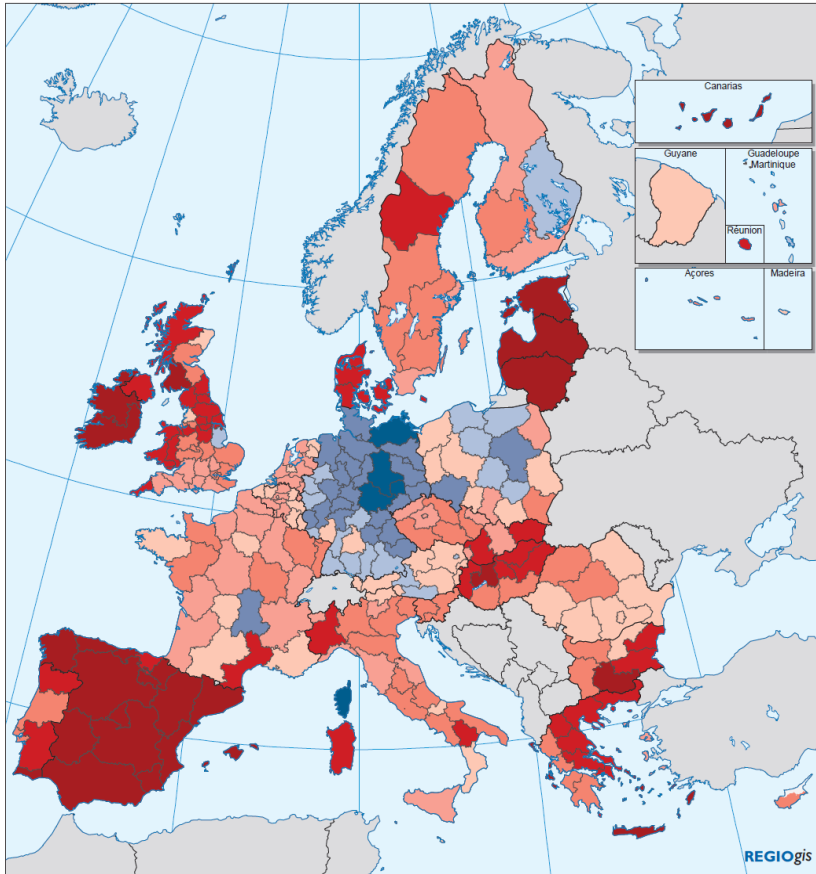 Canarias
Guyane
Guadeloupe
Martinique
Réunion
Açores
Madeira
REGIOgis